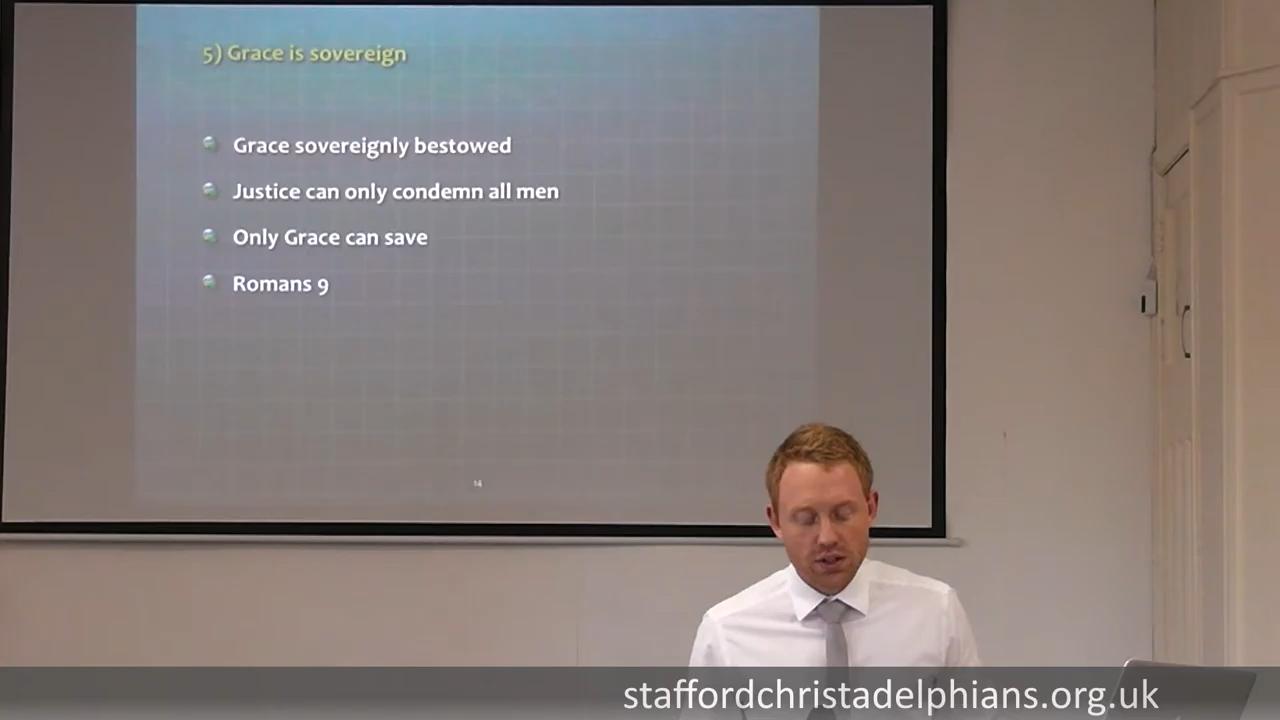 5) Grace is sovereign
Grace sovereignly bestowed
Justice can only condemn all men
Only Grace can save
Romans 9
14
staffordchristadelphians.org.uk